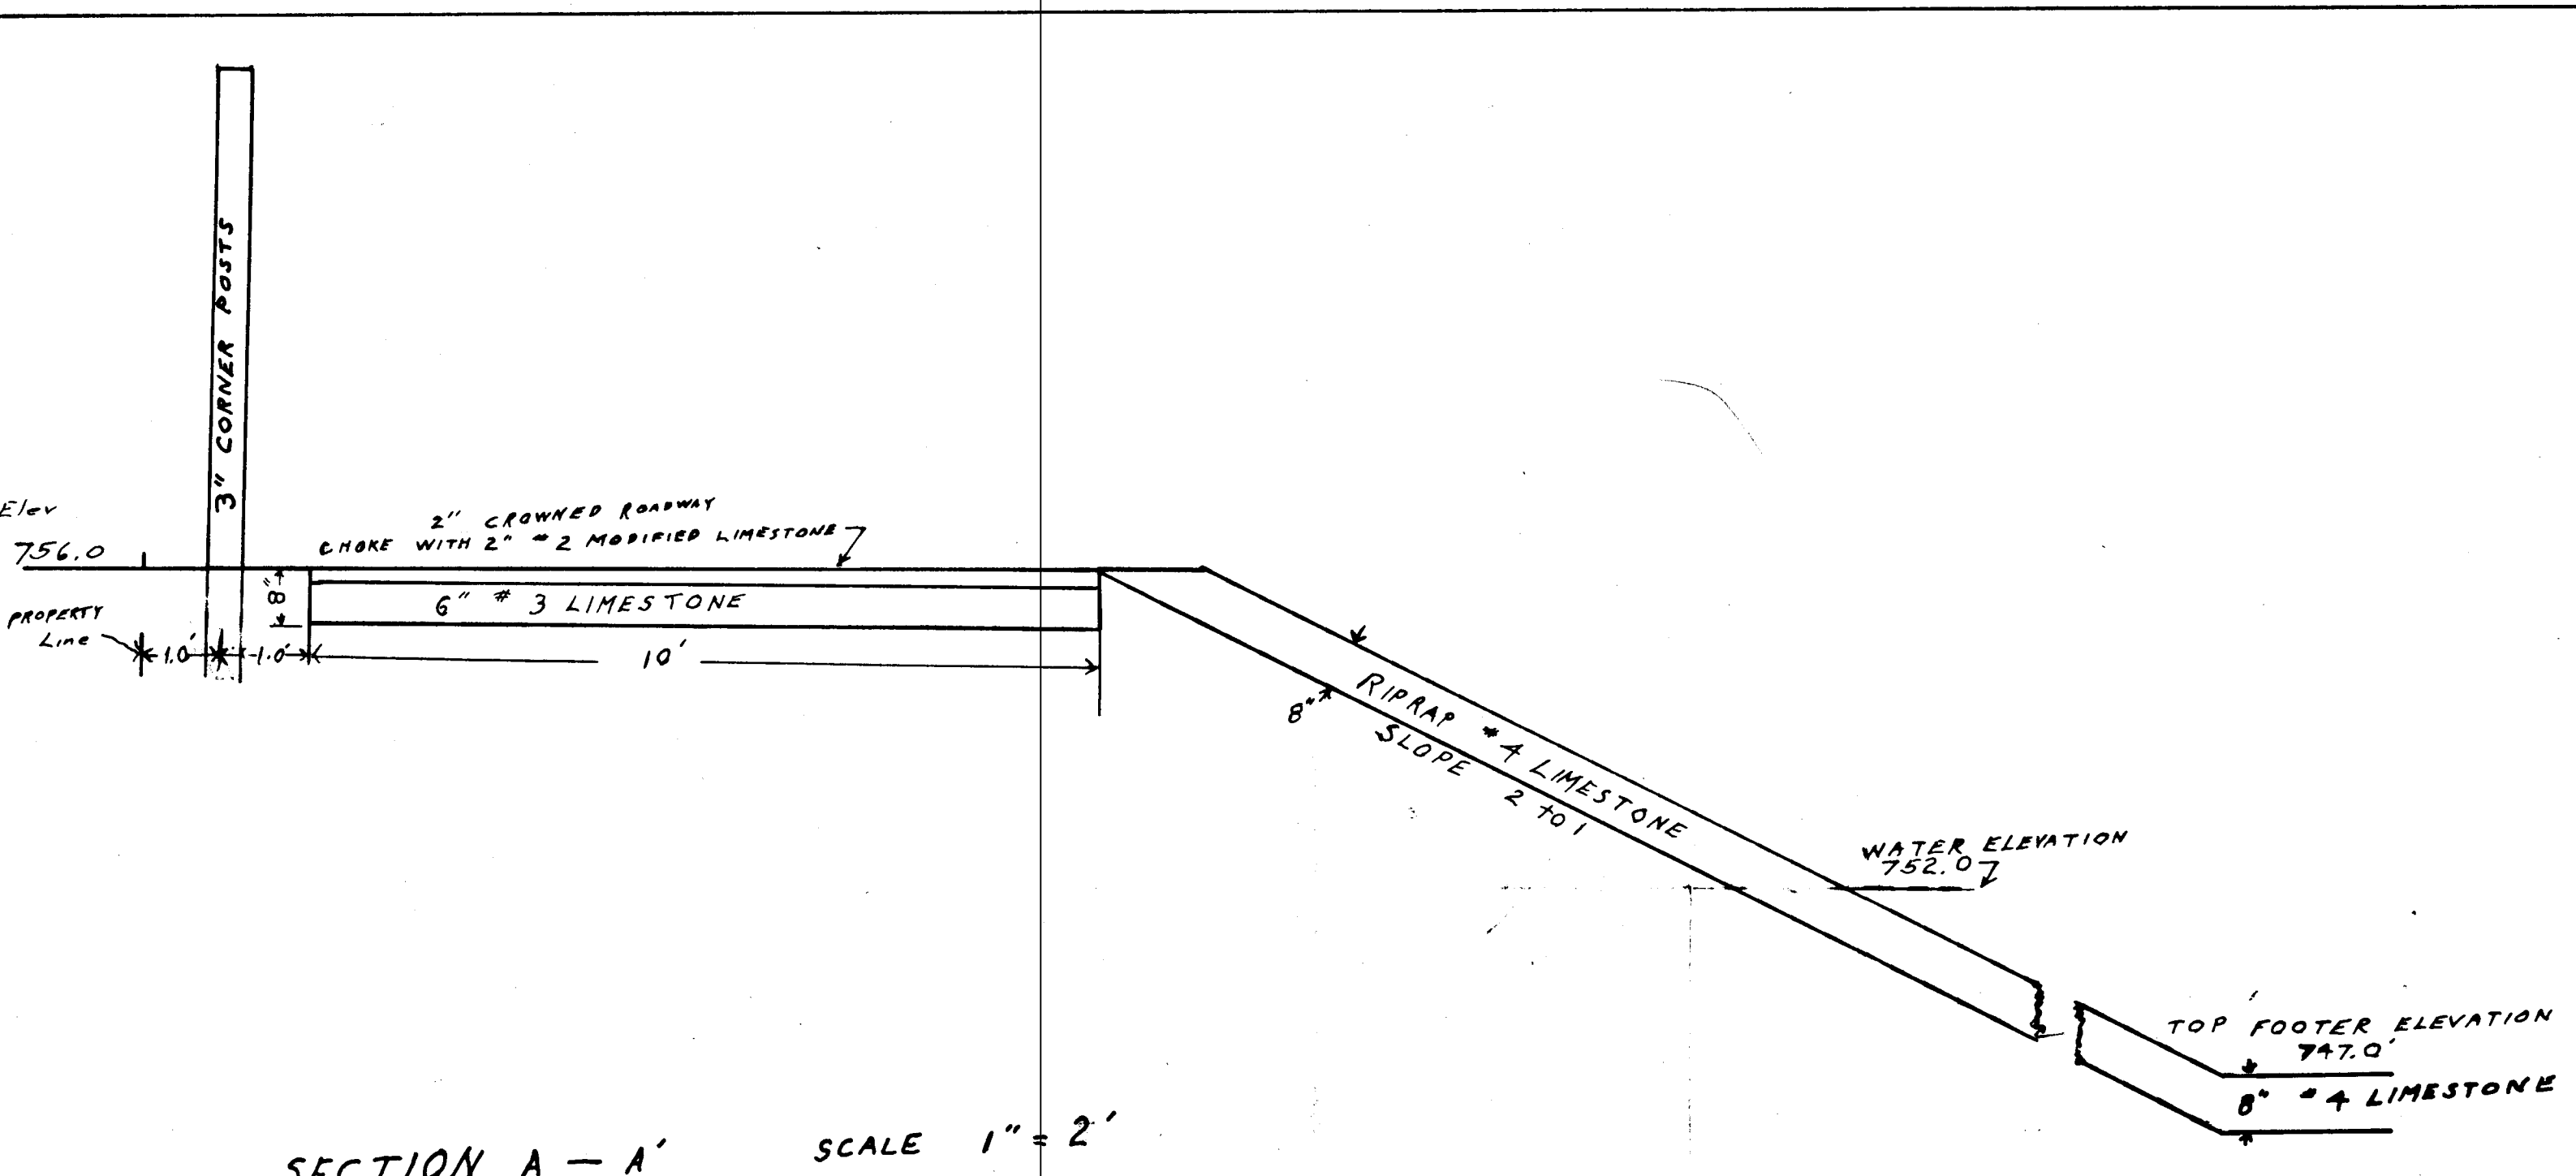 3" CORNER POSTS
Elev
756.0
2" CROWNED ROADWAY
CHOKE WITH 2" #2 MODIFIED LIMESTONE
8"
6" # 3 LIMESTONE
PROPERTY
Line
1.0'
1.0'
10'
RIPRAP #4 LIMESTONE
8"
SLOPE 2 to 1
WATER ELEVATION
752.0
TOP FOOTER ELEVATION
747.0'
8" #4 LIMESTONE
SECTION A — A'
SCALE 1" = 2'